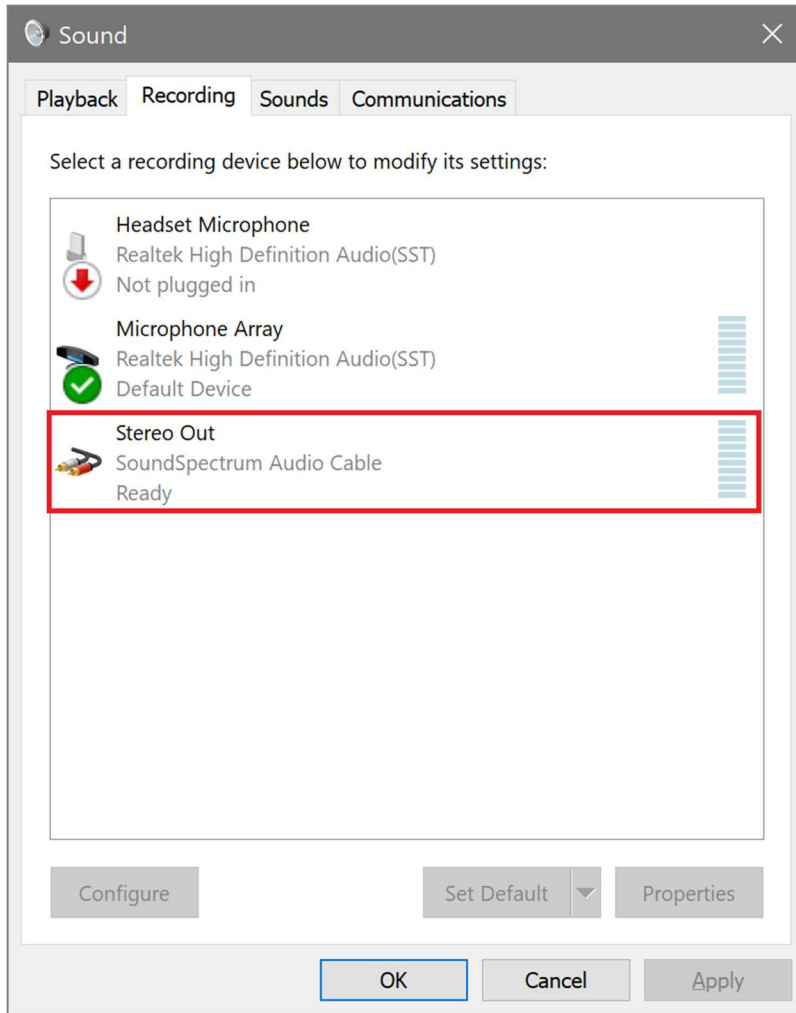 Sound
Playback Recording Sounds Communications
Select a recording device below to modify its settings:
Headset Microphone
Realtek High Definition Audio(SST)
Not plugged in
Microphone Array
Realtek High Definition Audio(SST)
Default Device
Stereo Out
SoundSpectrum Audio Cable
Ready
Configure Set Default Properties
OK Cancel Apply